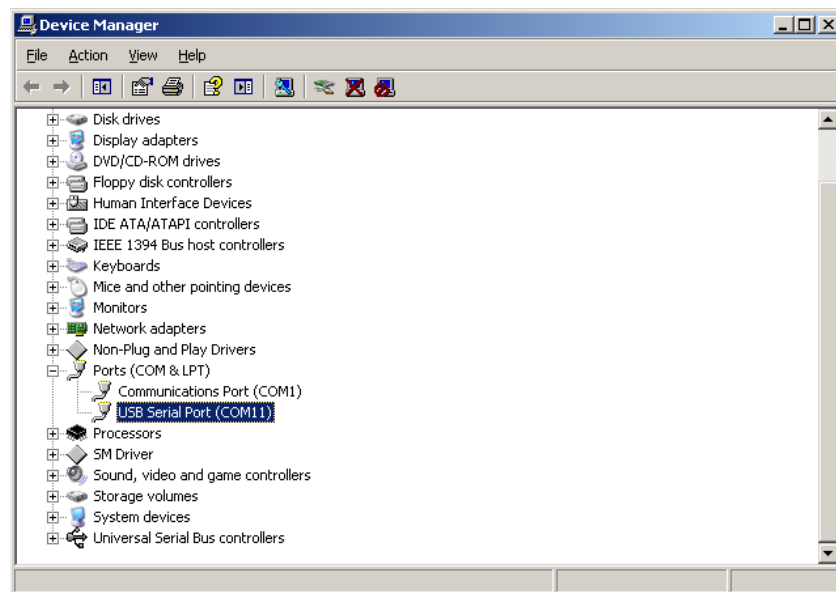 Device Manager
File Action View Help
Disk drives
Display adapters
DVD/CD-ROM drives
Floppy disk controllers
Human Interface Devices
IDE ATA/ATAPI controllers
IEEE 1394 Bus host controllers
Keyboards
Mice and other pointing devices
Monitors
Network adapters
Non-Plug and Play Drivers
Ports (COM & LPT)
Communications Port (COM1)
USB Serial Port (COM11)
Processors
SM Driver
Sound, video and game controllers
Storage volumes
System devices
Universal Serial Bus controllers